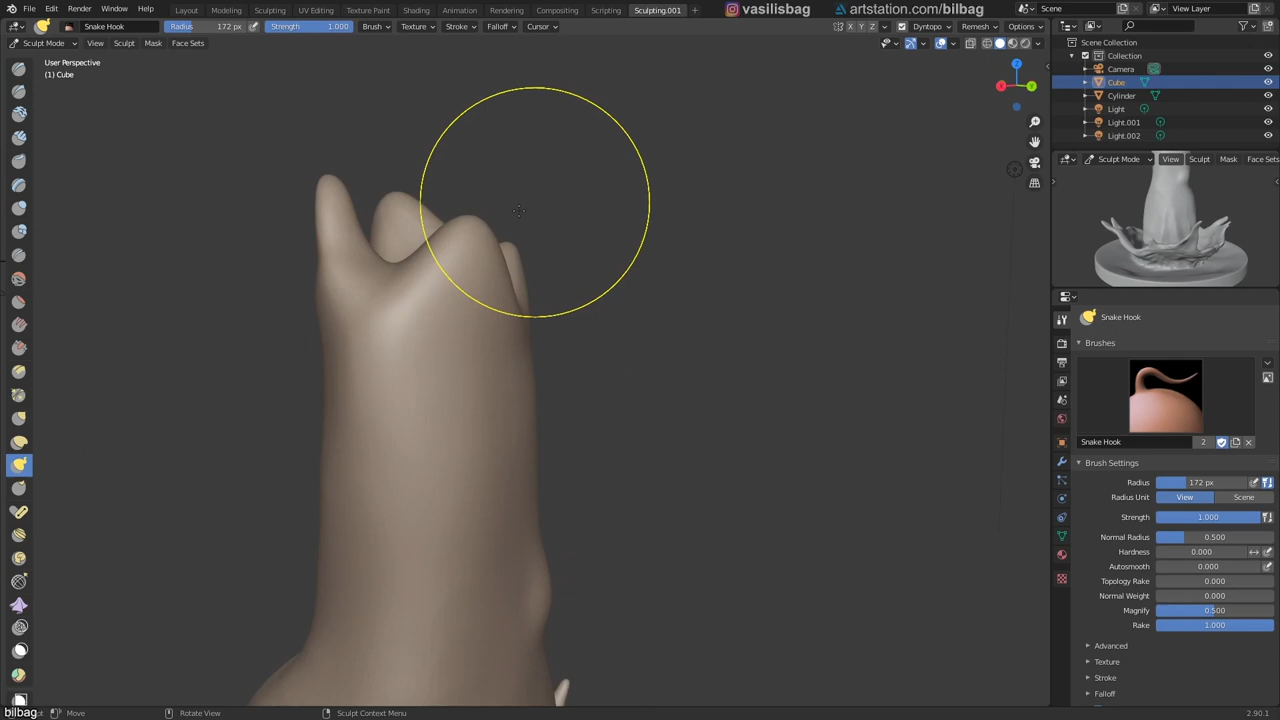 File Edit Render Window Help Layout Modeling Sculpting UV Editing Texture Paint Shading Animation Rendering Compositing Scripting Sculpting.001 + vasilisbag artstation.com/bilbag Scene View Layer
Snake Hook Radius 172 px Strength 1.000 Brush Texture Stroke Falloff Cursor X Y Z Dyntopo Remesh Options
Sculpt Mode View Sculpt Mask Face Sets
User Perspective
(1) Cube
Z
X Y
Scene Collection
Collection
Camera
Cube
Cylinder
Light
Light.001
Light.002
Sculpt Mode View Sculpt Mask Face Sets
Snake Hook
Brushes
Snake Hook 2
Brush Settings
Radius 172 px
Radius Unit View Scene
Strength 1.000
Normal Radius 0.500
Hardness 0.000
Autosmooth 0.000
Topology Rake 0.000
Normal Weight 0.000
Magnify 0.500
Rake 1.000
Advanced
Texture
Stroke
Falloff
bilbag Move Rotate View Sculpt Context Menu 2.90.1